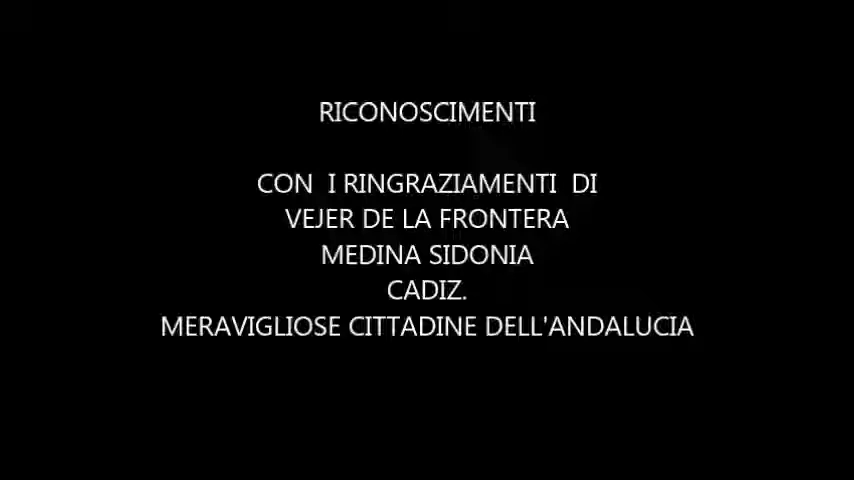 RICONOSCIMENTI
CON I RINGRAZIAMENTI DI
VEJER DE LA FRONTERA
MEDINA SIDONIA
CADIZ.
MERAVIGLIOSE CITTADINE DELL'ANDALUCIA